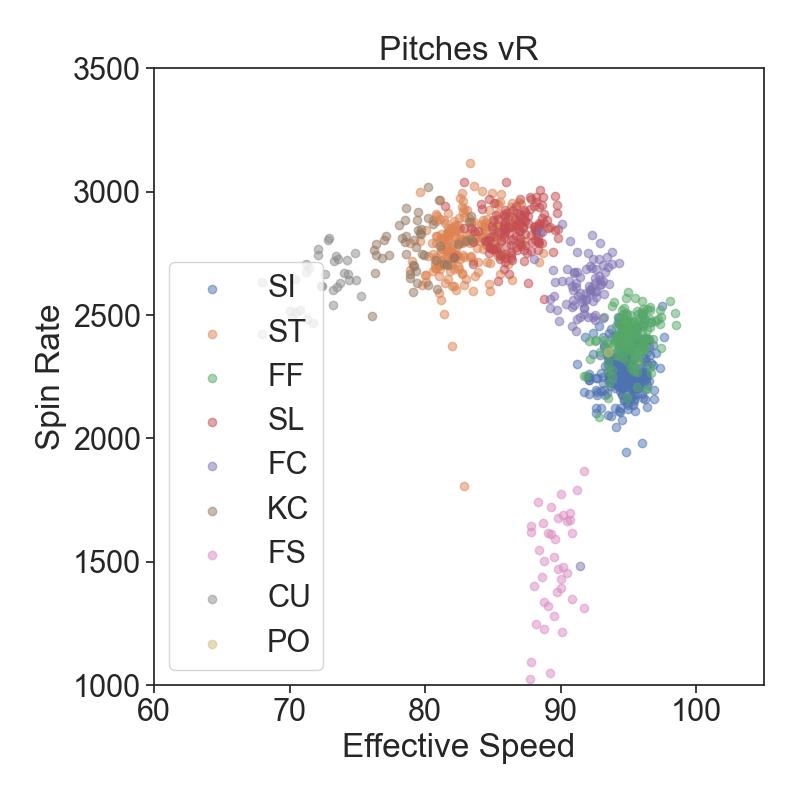 Pitches vR
3500
3000
2500
2000
1500
1000
Spin Rate
SI
ST
FF
SL
FC
KC
FS
CU
PO
60 70 80 90 100
Effective Speed